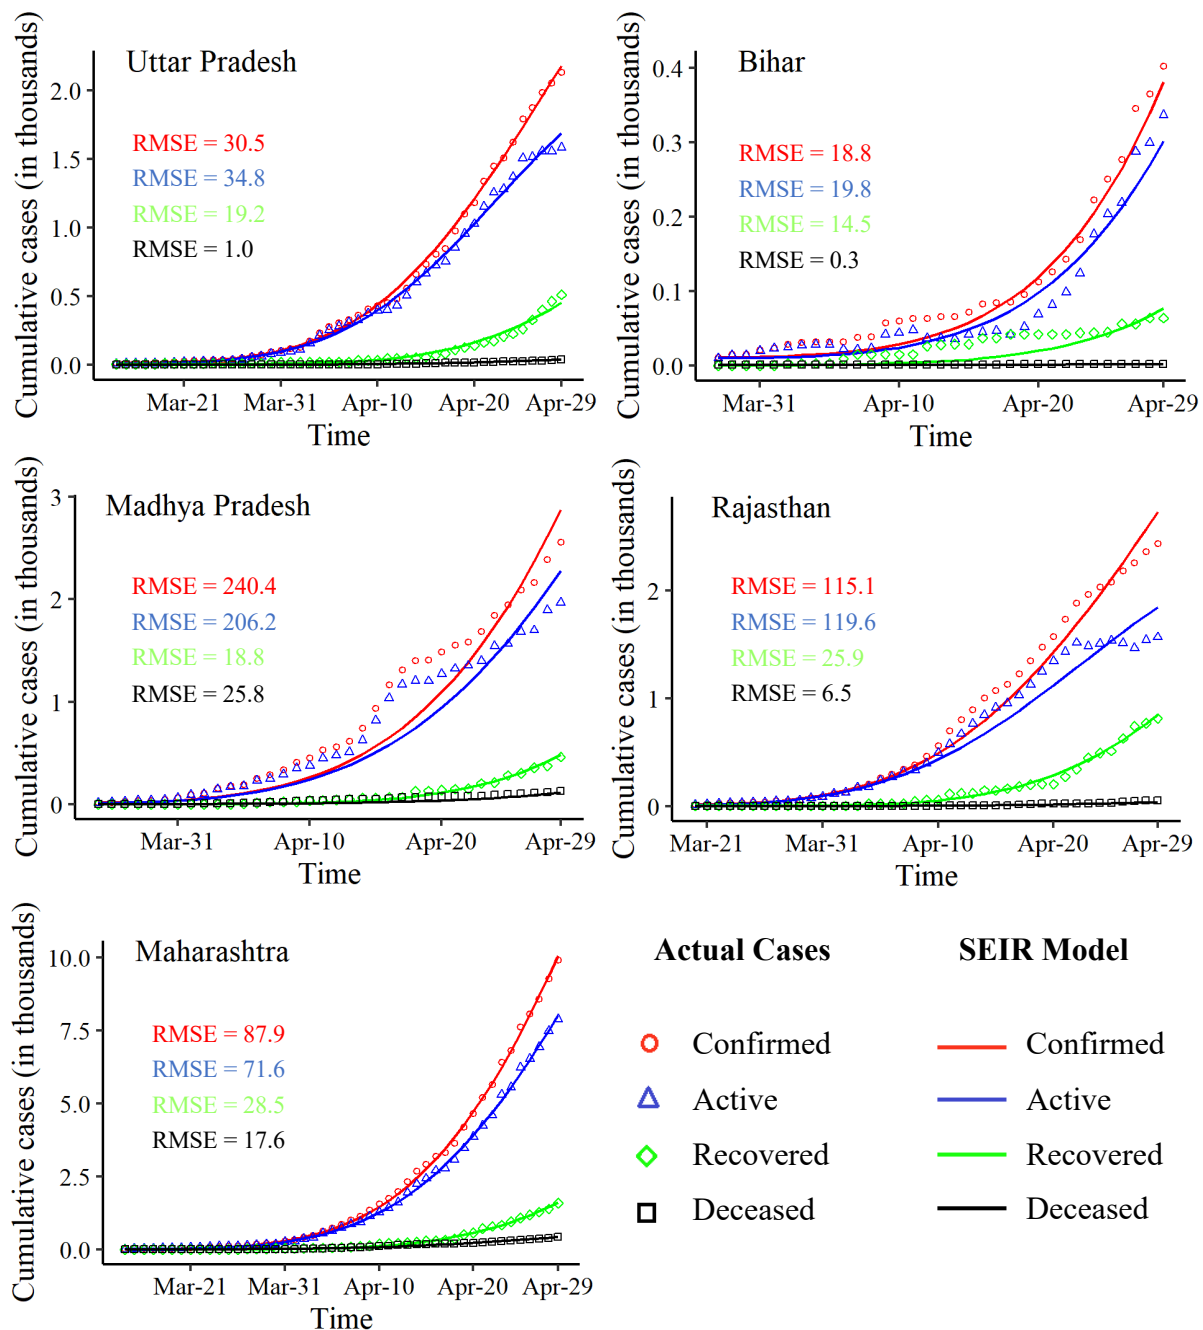 Uttar Pradesh
RMSE = 30.5
RMSE = 34.8
RMSE = 19.2
RMSE = 1.0
Cumulative cases (in thousands)
2.0
1.5
1.0
0.5
0.0
Mar-21 Mar-31 Apr-10 Apr-20 Apr-29
Time
Bihar
RMSE = 18.8
RMSE = 19.8
RMSE = 14.5
RMSE = 0.3
Cumulative cases (in thousands)
0.4
0.3
0.2
0.1
0.0
Mar-31 Apr-10 Apr-20 Apr-29
Time
Madhya Pradesh
RMSE = 240.4
RMSE = 206.2
RMSE = 18.8
RMSE = 25.8
Cumulative cases (in thousands)
3
2
1
0
Mar-31 Apr-10 Apr-20 Apr-29
Time
Rajasthan
RMSE = 115.1
RMSE = 119.6
RMSE = 25.9
RMSE = 6.5
Cumulative cases (in thousands)
2
1
0
Mar-21 Mar-31 Apr-10 Apr-20 Apr-29
Time
Maharashtra
RMSE = 87.9
RMSE = 71.6
RMSE = 28.5
RMSE = 17.6
Cumulative cases (in thousands)
10.0
7.5
5.0
2.5
0.0
Mar-21 Mar-31 Apr-10 Apr-20 Apr-29
Time
Actual Cases SEIR Model
Confirmed Confirmed
Active Active
Recovered Recovered
Deceased Deceased